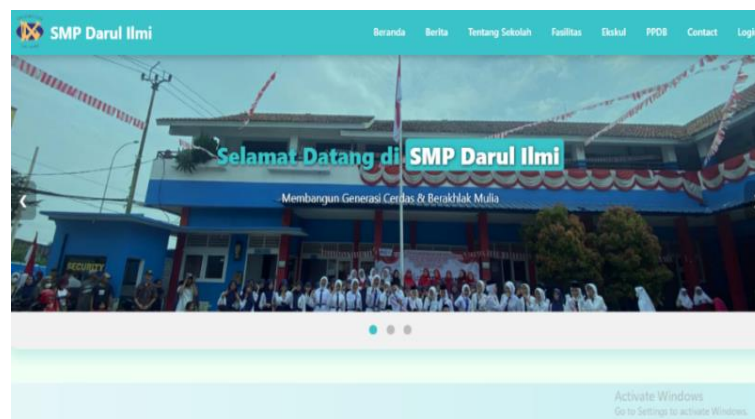 SMP Darul Ilmi
Beranda Berita Tentang Sekolah Fasilitas Ekskul PPDB Contact Login
Selamat Datang di SMP Darul Ilmi
Membangun Generasi Cerdas & Berakhlak Mulia
SECURITY
Activate Windows
Go to Settings to activate Windows.